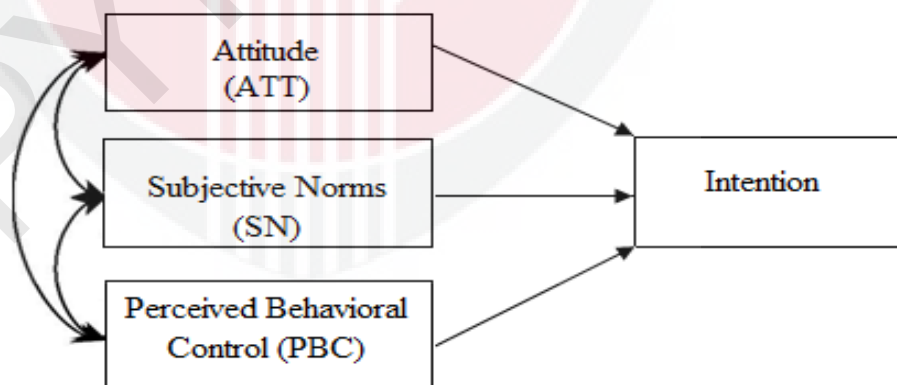 Attitude
(ATT)
Subjective Norms
(SN)
Perceived Behavioral
Control (PBC)
Intention